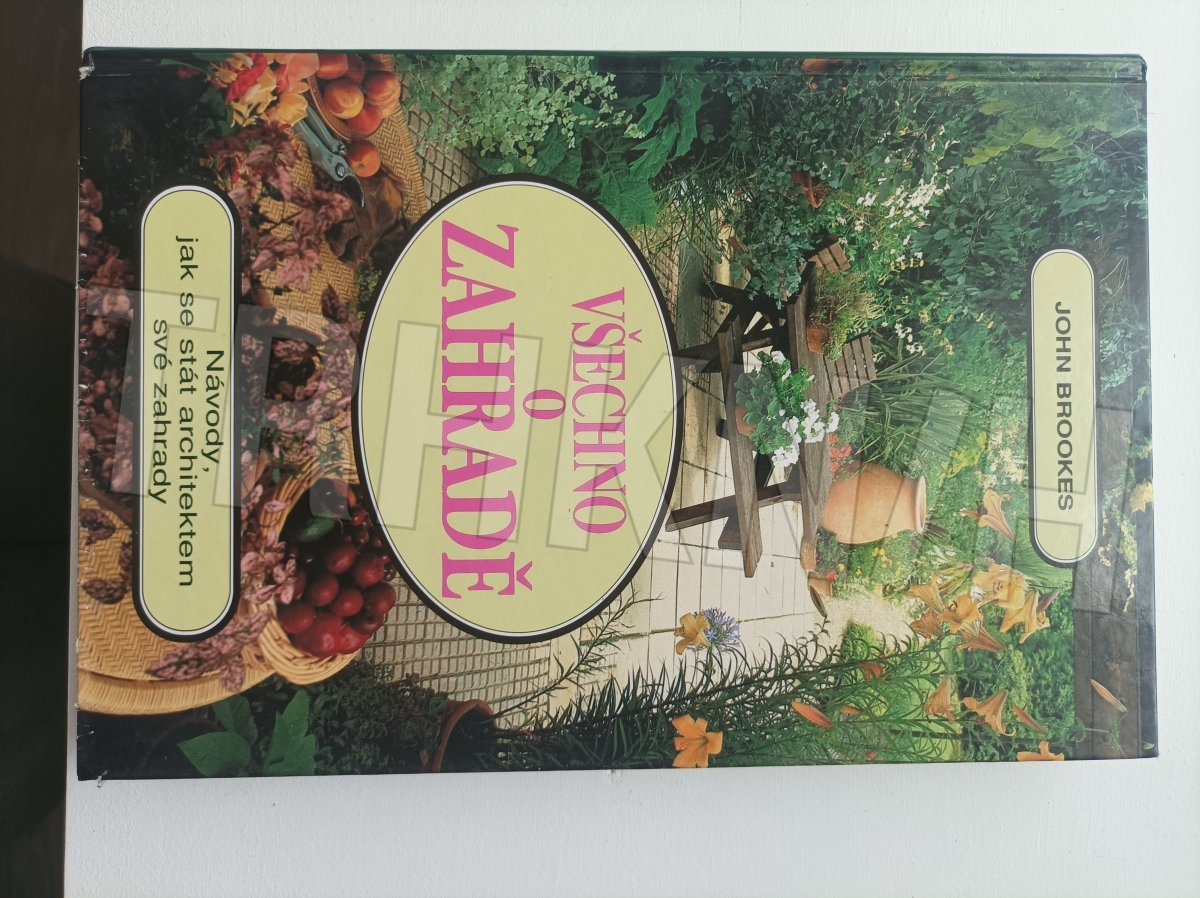 JOHN BROOKES
VŠECHNO
O
ZAHRADĚ
Návody,
jak se stát architektem
své zahrady